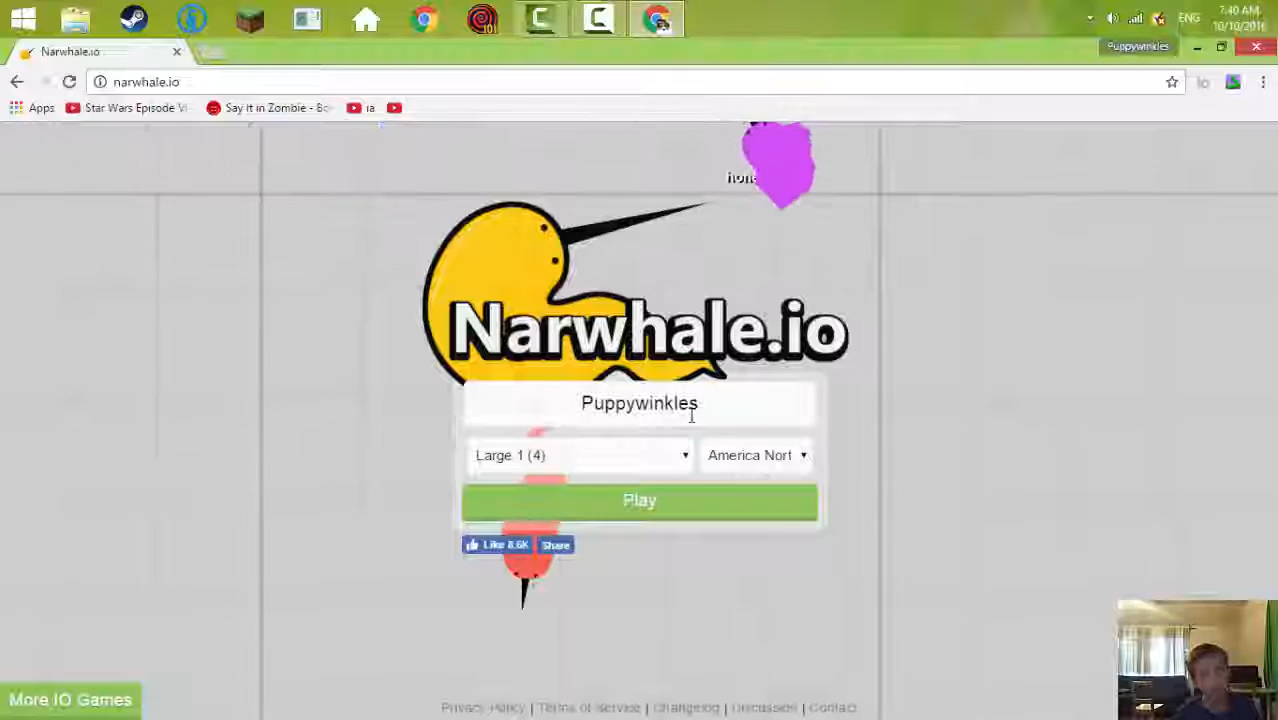 7:40 AM
ENG
10/10/2016
Narwhale.io
Puppywinkles
narwhale.io
Apps
Star Wars Episode VI
Say It in Zombie - Bo
ia
Narwhale.io
Puppywinkles
Large 1 (4)
America Nort
Play
Like 8.6K
Share
More IO Games
Privacy Policy | Terms of Service | Changelog | Discussion | Contact